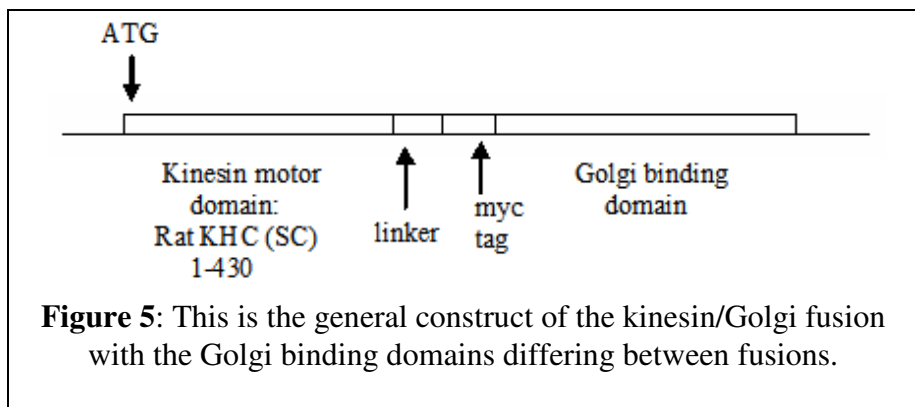 ATG
Kinesin motor
domain:
Rat KHC (SC)
1-430
linker
myc
tag
Golgi binding
domain
Figure 5: This is the general construct of the kinesin/Golgi fusion
with the Golgi binding domains differing between fusions.